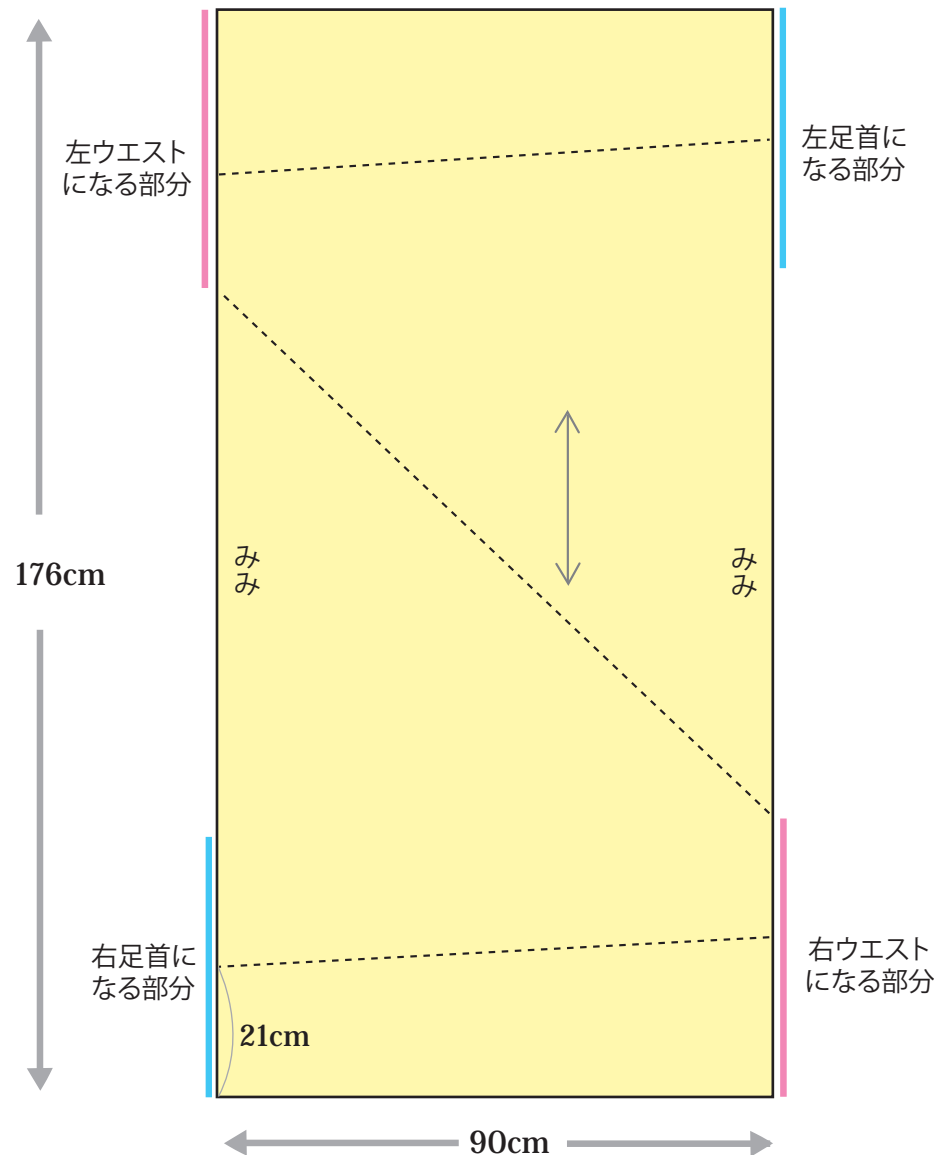 左ウエスト
になる部分
左足首に
なる部分
176cm
みみ
みみ
右足首に
なる部分
右ウエスト
になる部分
21cm
90cm